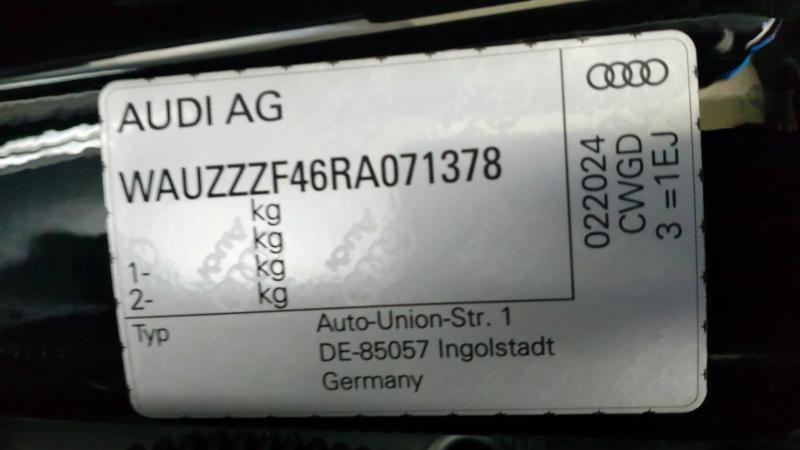 AUDI AG
WAUZZZF46RA071378
kg
kg
1- kg
2- kg
Typ
Auto-Union-Str. 1
DE-85057 Ingolstadt
Germany
022024
CWGD
3 =1EJ